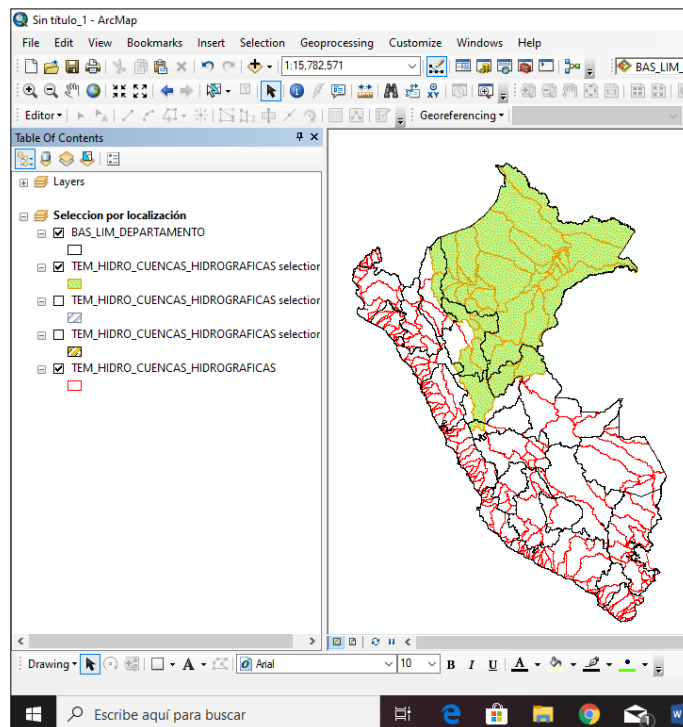 Sin título_1 - ArcMap
File Edit View Bookmarks Insert Selection Geoprocessing Customize Windows Help
1:15,782,571
BAS_LIM_
Editor
Georeferencing
Table Of Contents
Layers
Seleccion por localización
BAS_LIM_DEPARTAMENTO
TEM_HIDRO_CUENCAS_HIDROGRAFICAS selection
TEM_HIDRO_CUENCAS_HIDROGRAFICAS selection
TEM_HIDRO_CUENCAS_HIDROGRAFICAS selection
TEM_HIDRO_CUENCAS_HIDROGRAFICAS
Drawing A Arial 10 B I U A
Escribe aquí para buscar